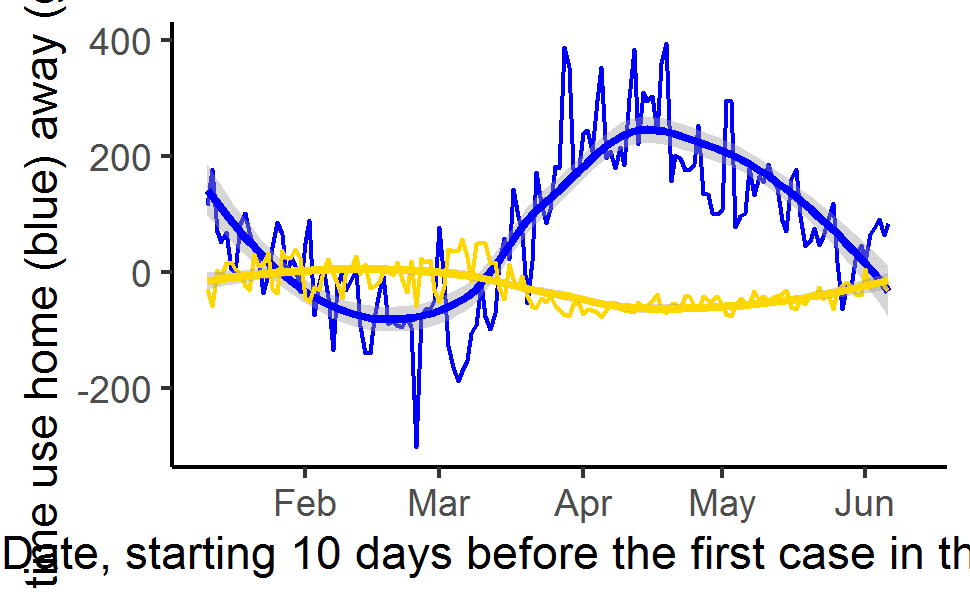 time use home (blue) away (
400
200
0
-200
Feb Mar Apr May Jun
Date, starting 10 days before the first case in th